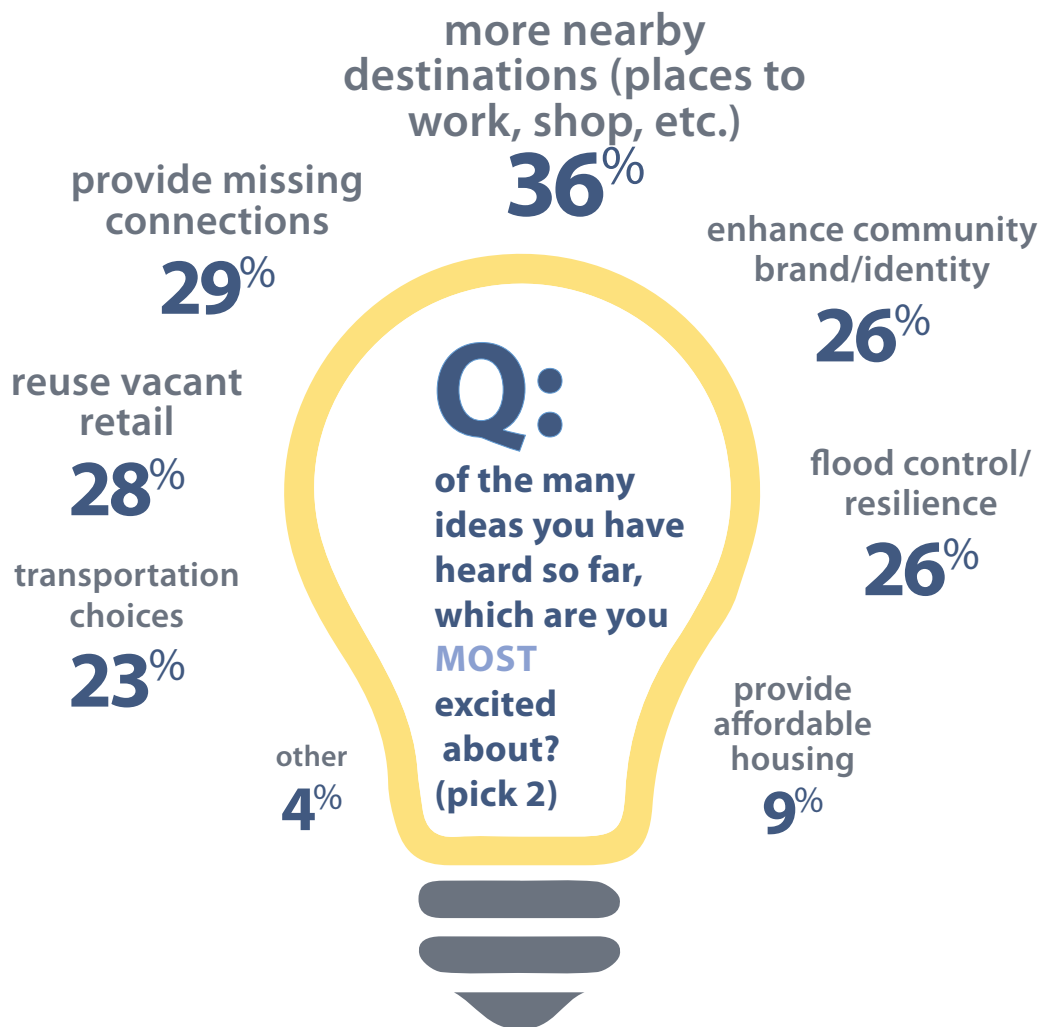 more nearby
destinations (places to
work, shop, etc.)
36%
provide missing
connections
29%
enhance community
brand/identity
26%
reuse vacant
retail
28%
flood control/
resilience
26%
transportation
choices
23%
provide
affordable
housing
9%
other
4%
Q:
of the many
ideas you have
heard so far,
which are you
MOST
excited
about?
(pick 2)